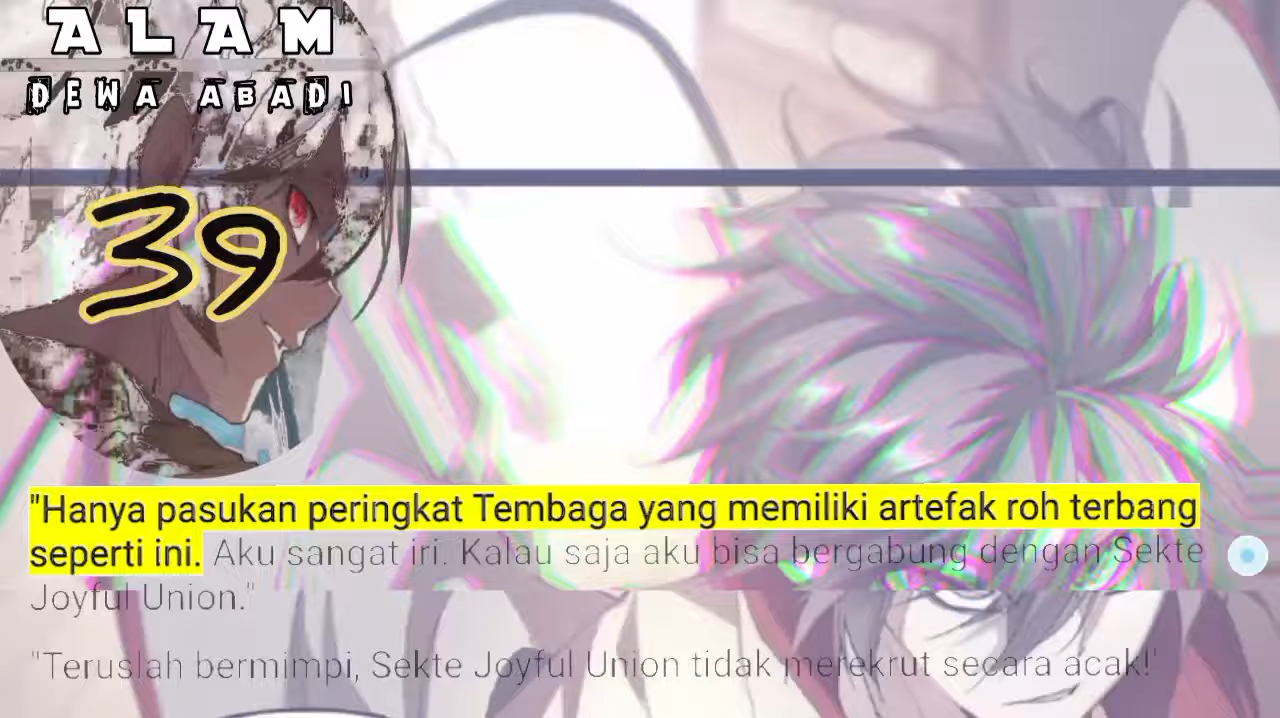 ALAM
DEWA ABADI
39
"Hanya pasukan peringkat Tembaga yang memiliki artefak roh terbang
seperti ini. Aku sangat iri. Kalau saja aku bisa bergabung dengan Sekte
Joyful Union."
"Teruslah bermimpi, Sekte Joyful Union tidak merekrut secara acak!"